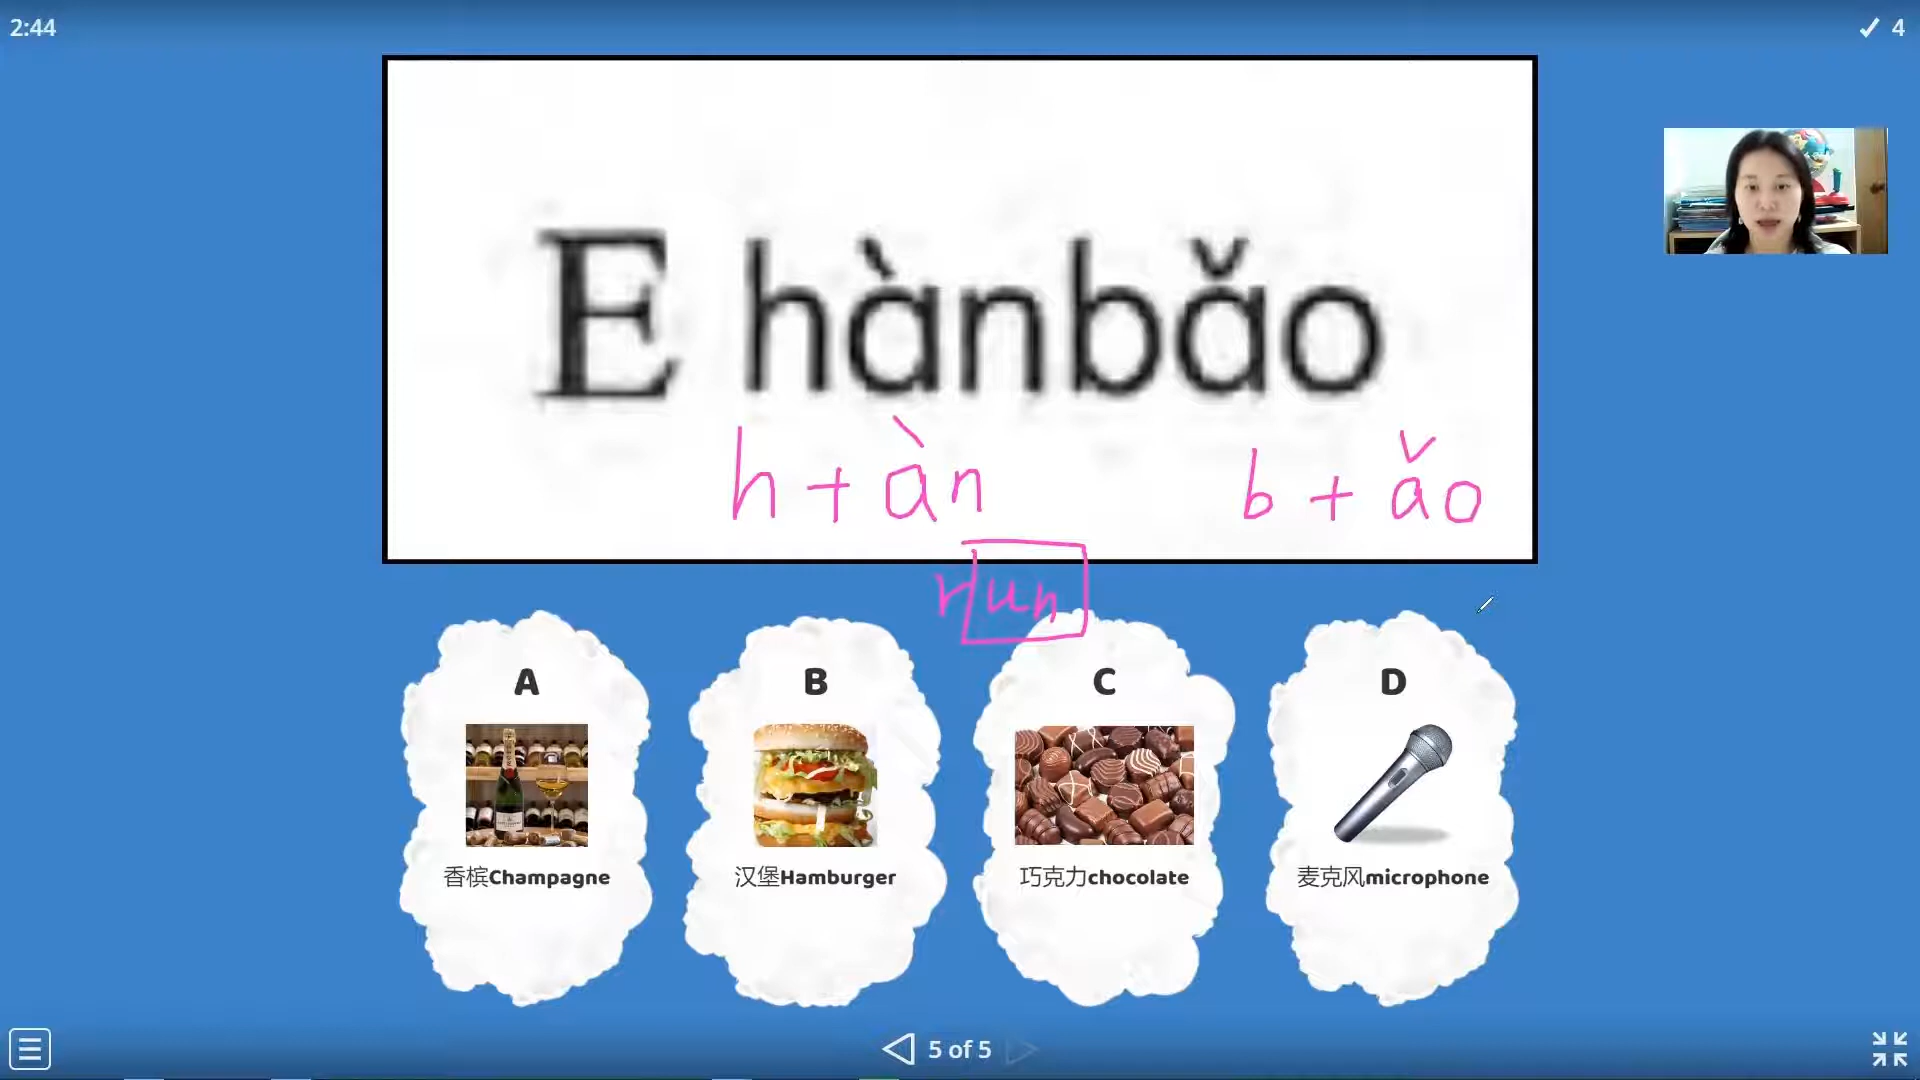 2:44
4
E hànbǎo
h + àn b + ǎo
run
A
B
C
D
香槟Champagne
汉堡Hamburger
巧克力chocolate
麦克风microphone
5 of 5